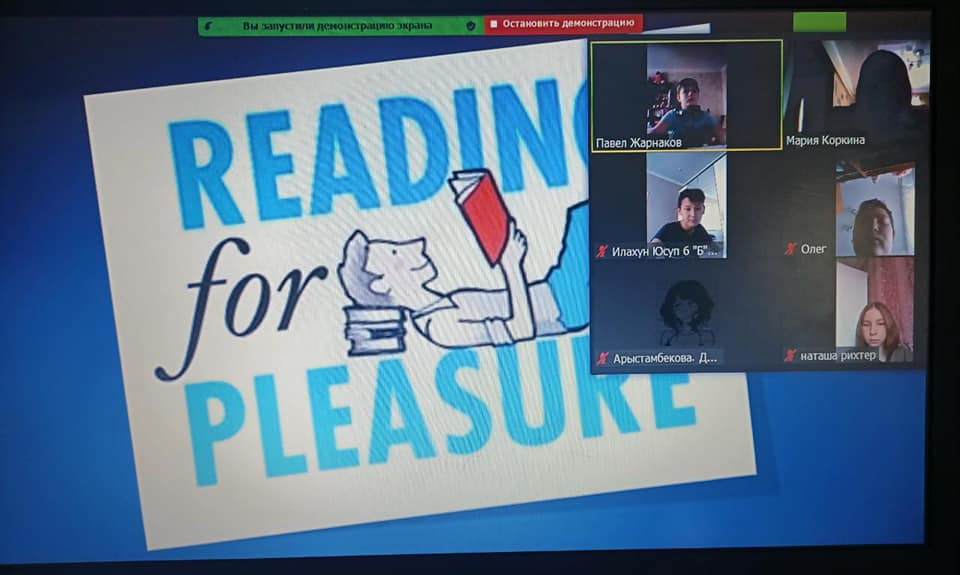 Вы запустили демонстрацию экрана
Остановить демонстрацию
READING
for
PLEASURE
Павел Жарнаков
Мария Коркина
Илахун Юсуп 6 "Б"...
Олег
Арыстамбекова. Д...
наташа рихтер